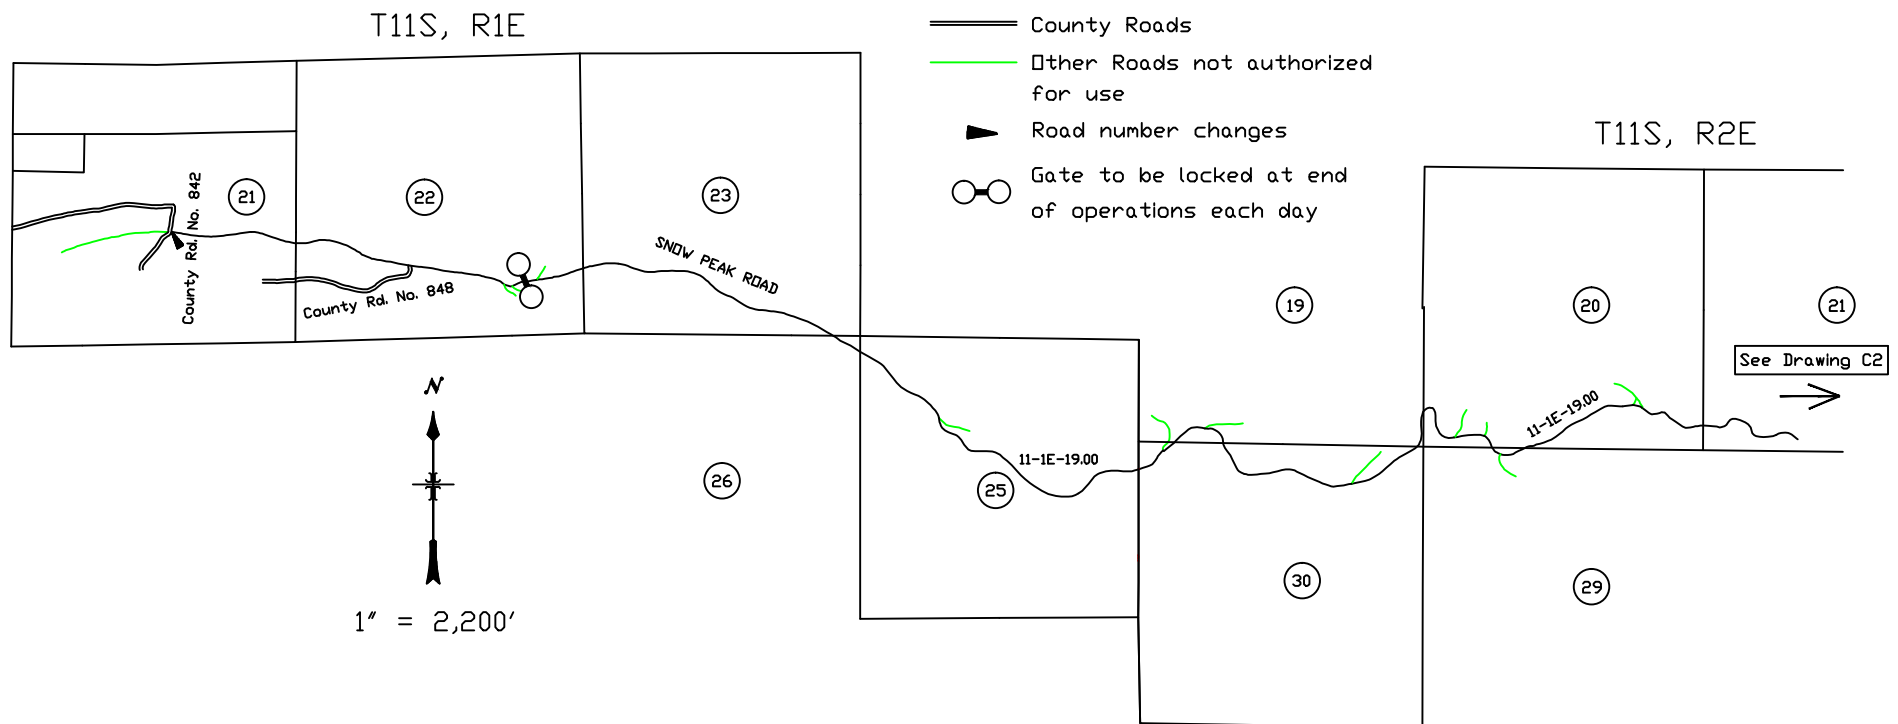 T11S, R1E
County Roads
Other Roads not authorized
for use
Road number changes
Gate to be locked at end
of operations each day
T11S, R2E
21
22
23
County Rd. No. 842
County Rd. No. 848
SNOW PEAK ROAD
19
20
21
See Drawing C2
N
11-1E-19.00
11-1E-19.00
26
25
30
29
1" = 2,200'